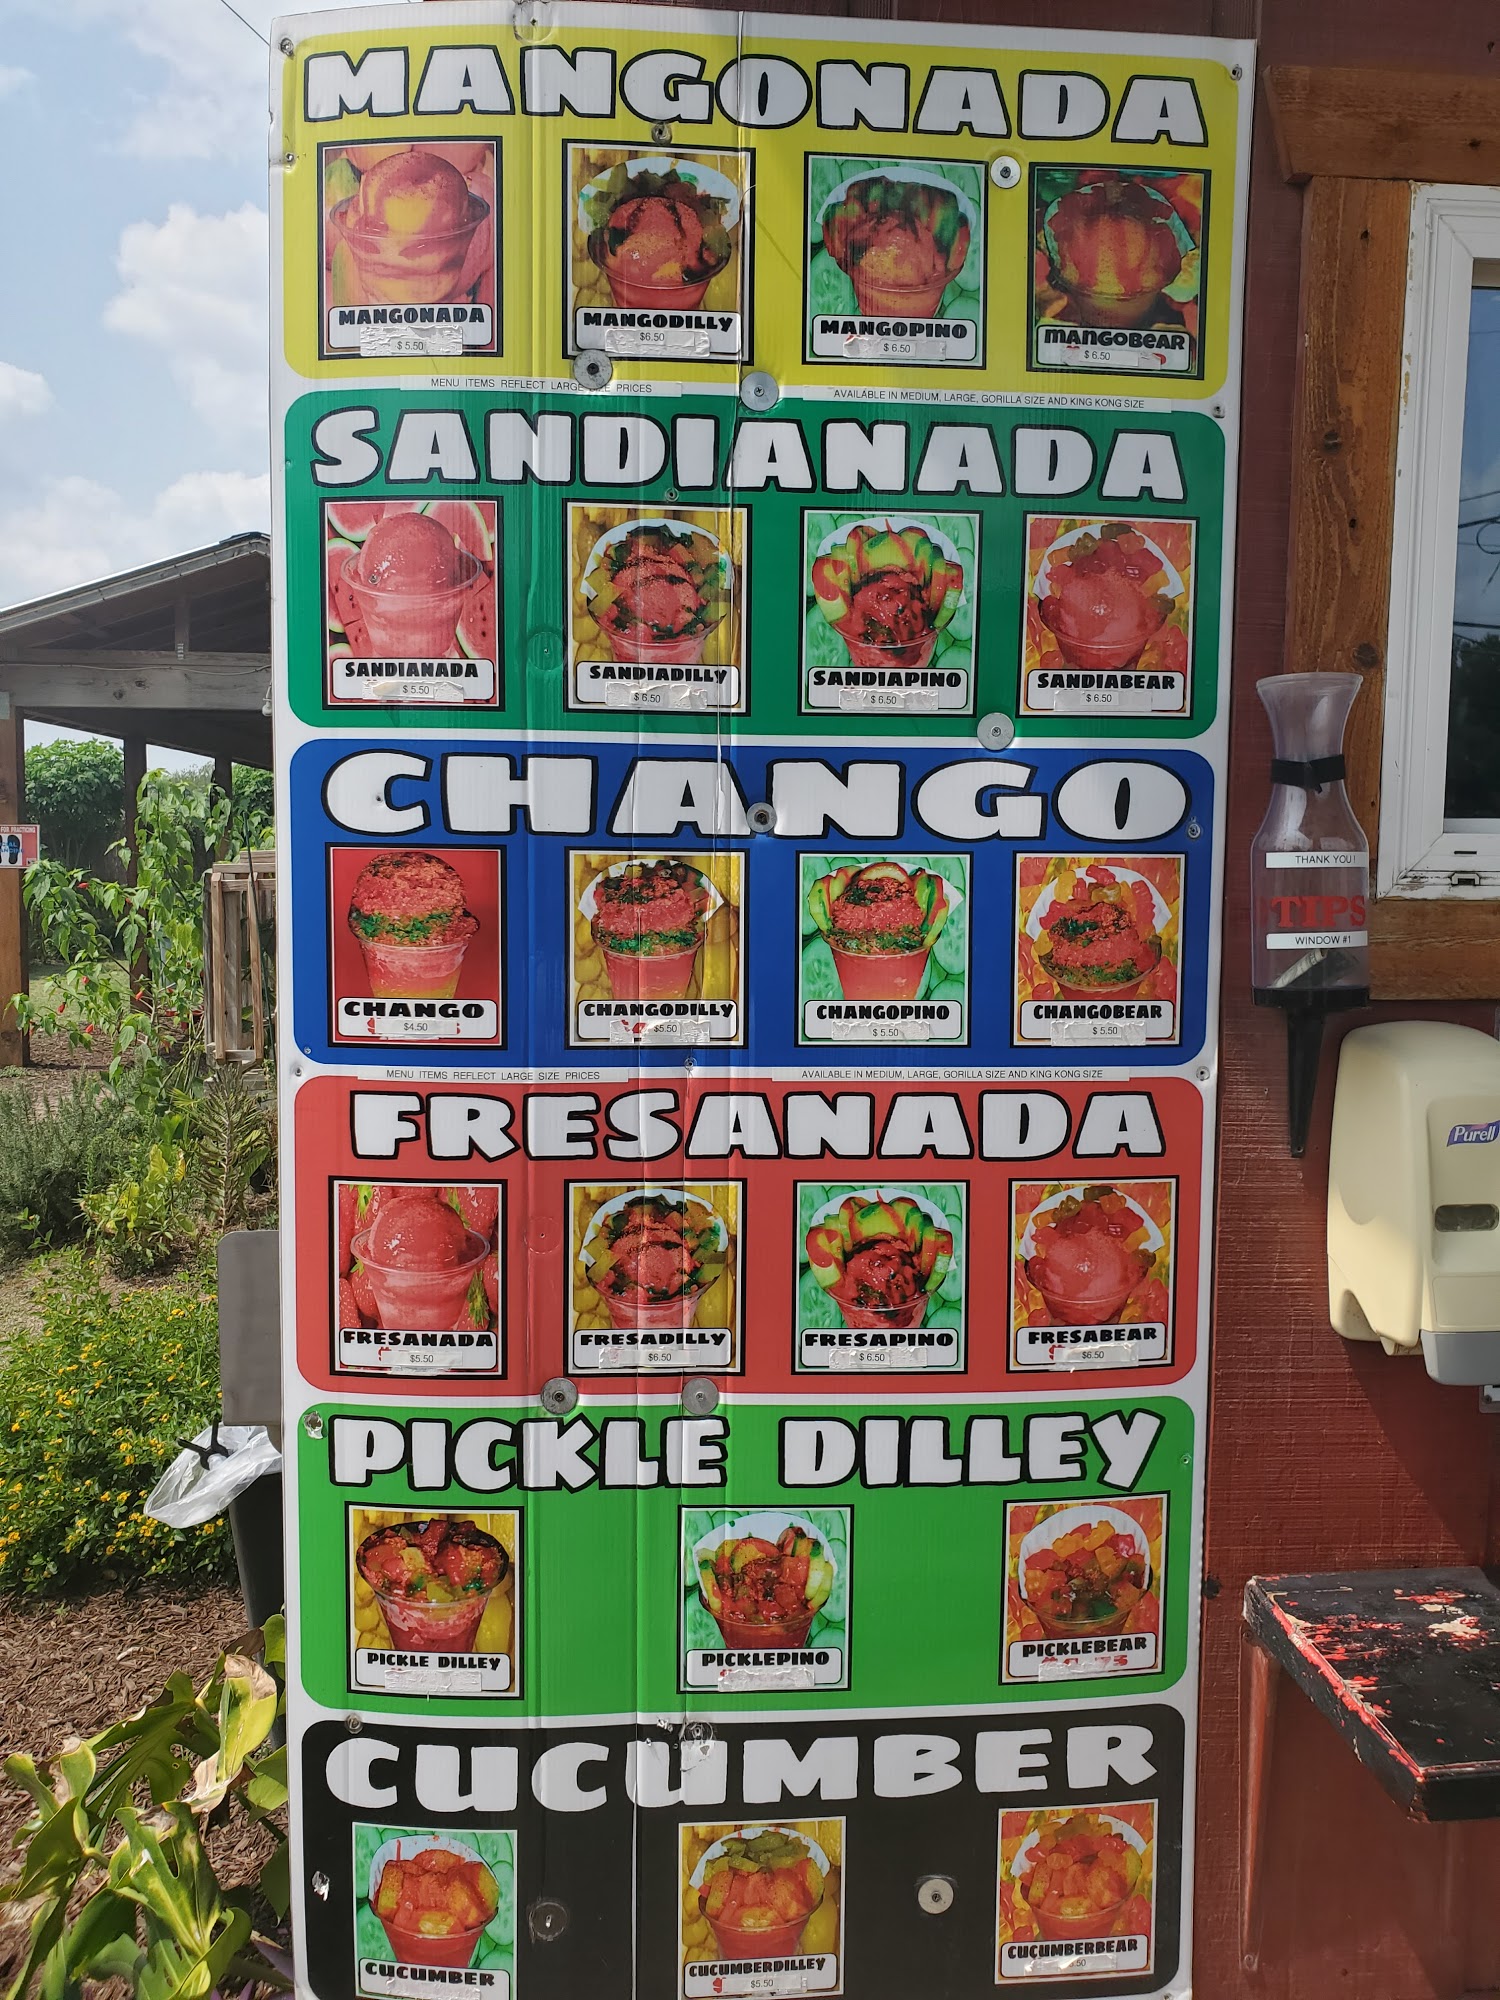 MANGONADA
MANGONADA
$ 5.50
MANGODILLY
$6.50
MANGOPINO
$ 6.50
MANGOBEAR
$ 6.50
MENU ITEMS REFLECT LARGE SIZE PRICES
AVAILABLE IN MEDIUM, LARGE, GORILLA SIZE AND KING KONG SIZE
SANDIANADA
SANDIANADA
$ 5.50
SANDIADILLY
$ 6.50
SANDIAPINO
$ 6.50
SANDIABEAR
$ 6.50
CHANGO
CHANGO
$4.50
CHANGODILLY
$5.50
CHANGOPINO
$ 5.50
CHANGOBEAR
$ 5.50
MENU ITEMS REFLECT LARGE SIZE PRICES
AVAILABLE IN MEDIUM, LARGE, GORILLA SIZE AND KING KONG SIZE
FRESANADA
FRESANADA
$5.50
FRESADILLY
$6.50
FRESAPINO
$ 6.50
FRESABEAR
$6.50
PICKLE DILLEY
PICKLE DILLEY
PICKLEPINO
PICKLEBEAR
CUCUMBER
CUCUMBER
CUCUMBERDILLEY
$5.50
CUCUMBERBEAR
THANK YOU!
TIPS
WINDOW #1
Purell
FOR PRACTICING